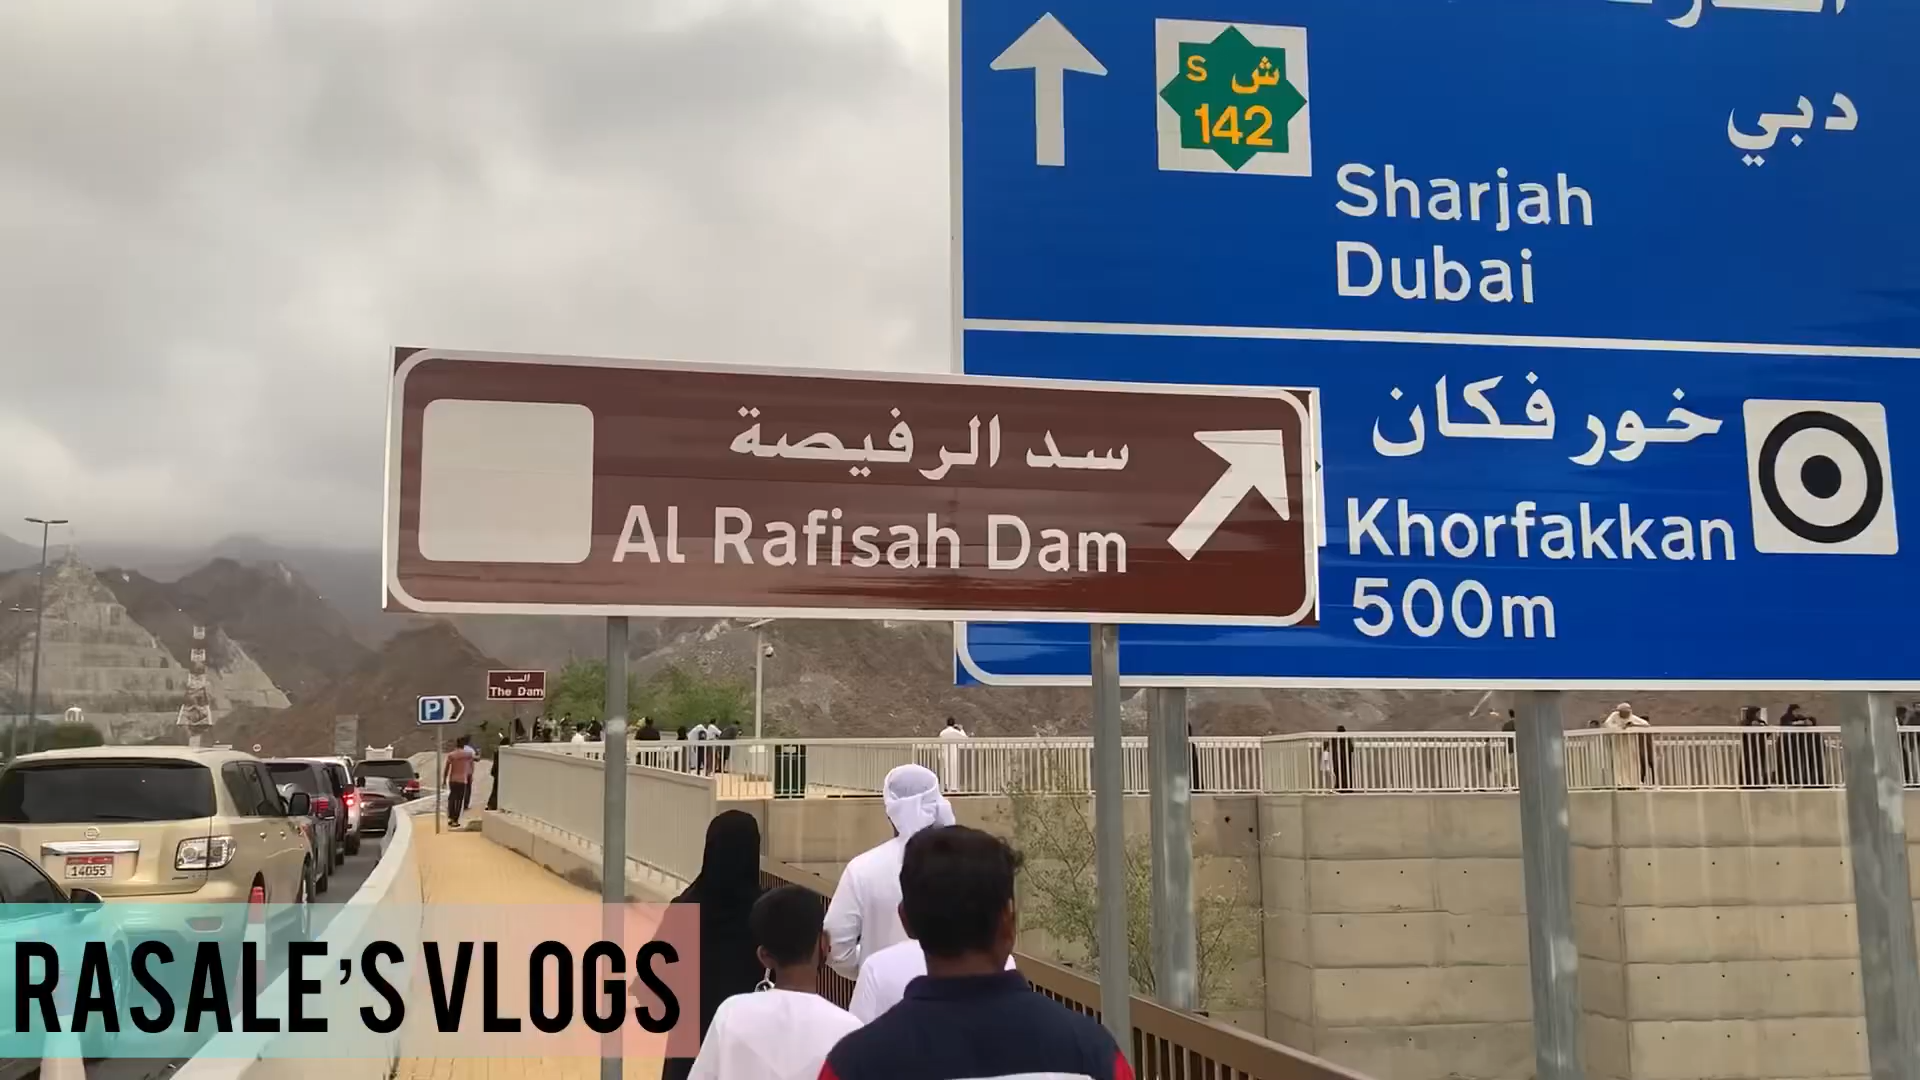 S ش
142
دبي
Sharjah
Dubai
خور فكان
Khorfakkan
500m
سد الرفيصة
Al Rafisah Dam
السد
The Dam
P
14055
RASALE'S VLOGS